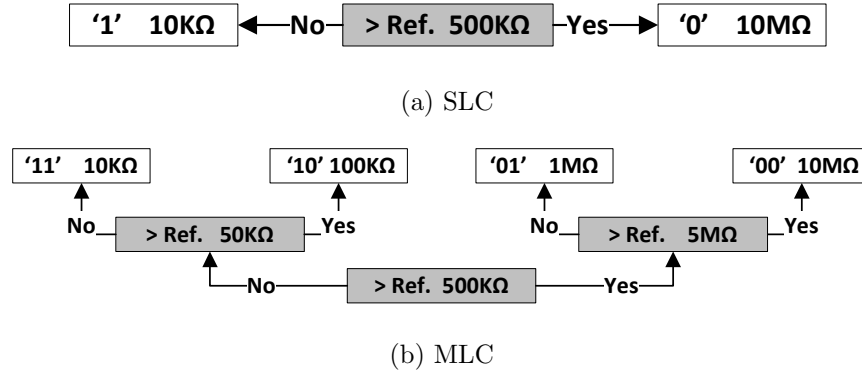 ‘1’ 10KΩ No > Ref. 500KΩ Yes ‘0’ 10MΩ
(a) SLC
‘11’ 10KΩ ‘10’ 100KΩ ‘01’ 1MΩ ‘00’ 10MΩ
No > Ref. 50KΩ Yes No > Ref. 5MΩ Yes
No > Ref. 500KΩ Yes
(b) MLC